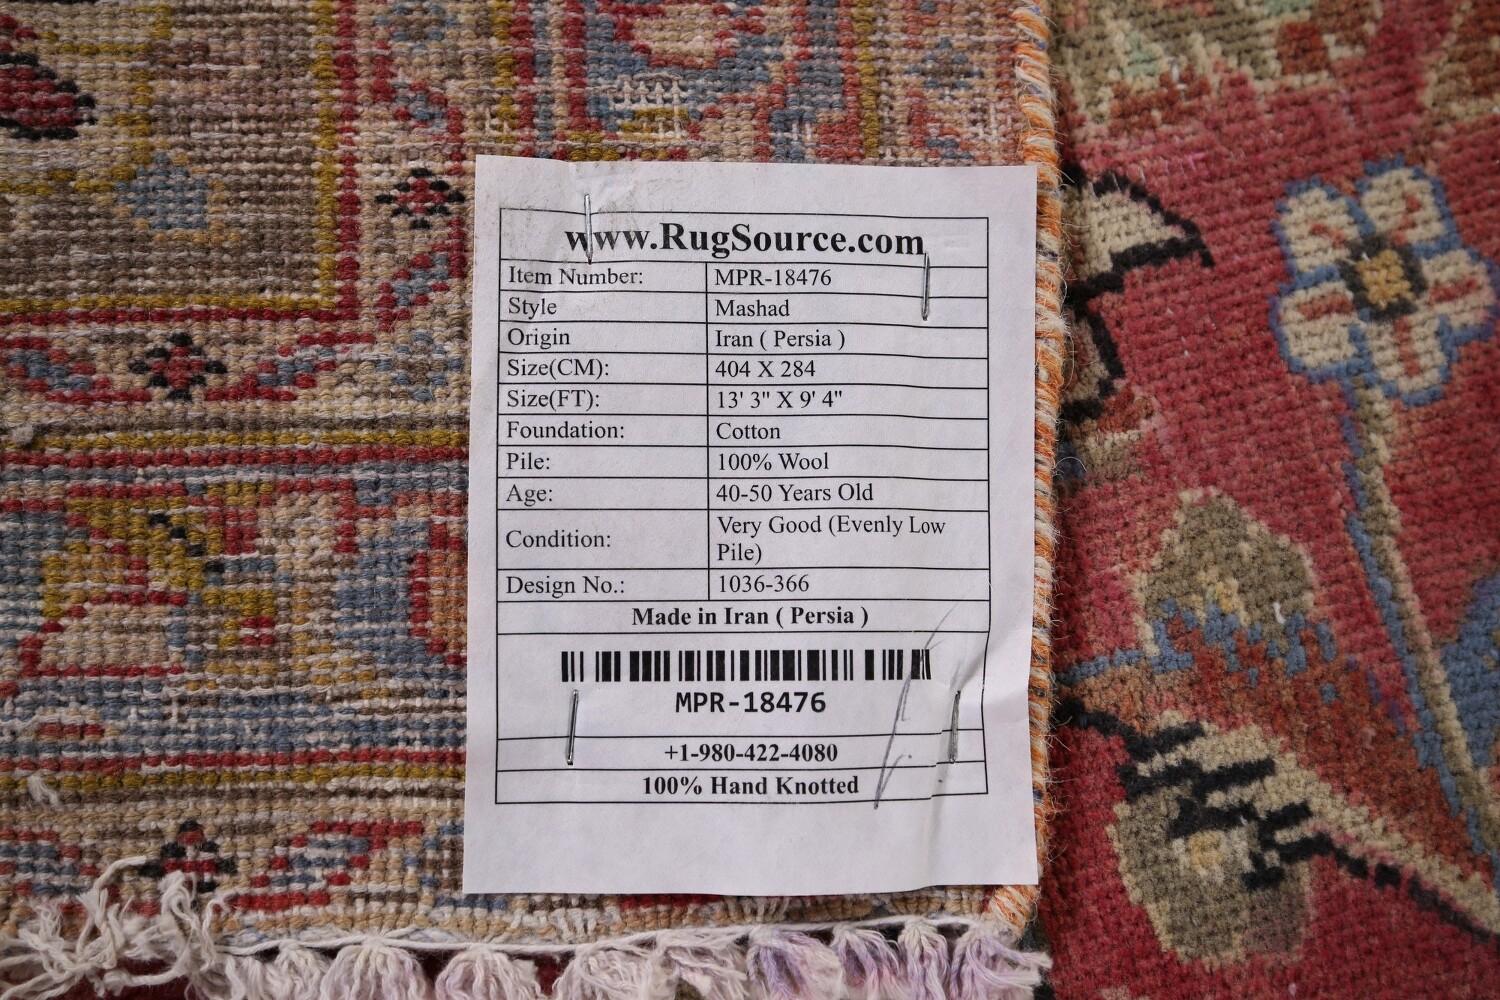 www.RugSource.com
Item Number: MPR-18476
Style Mashad
Origin Iran ( Persia )
Size(CM): 404 X 284
Size(FT): 13' 3" X 9' 4"
Foundation: Cotton
Pile: 100% Wool
Age: 40-50 Years Old
Condition: Very Good (Evenly Low
Pile)
Design No.: 1036-366
Made in Iran ( Persia )
MPR-18476
+1-980-422-4080
100% Hand Knotted